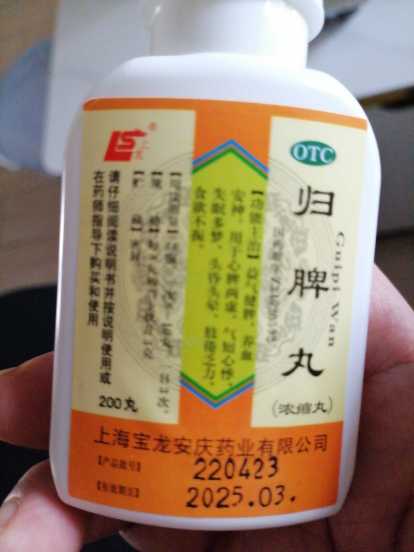 OTC
归脾丸
Guipi Wan
(浓缩丸)
【功能主治】益气健脾,养血
安神。用于心脾两虚,气短心悸,
失眠多梦,头昏头晕,肢倦乏力,
食欲不振。
请仔细阅读说明书并按说明使用或
在药师指导下购买和使用
200丸
上海宝龙安庆药业有限公司
【产品批号】
220423
【有效期至】
2025.03.